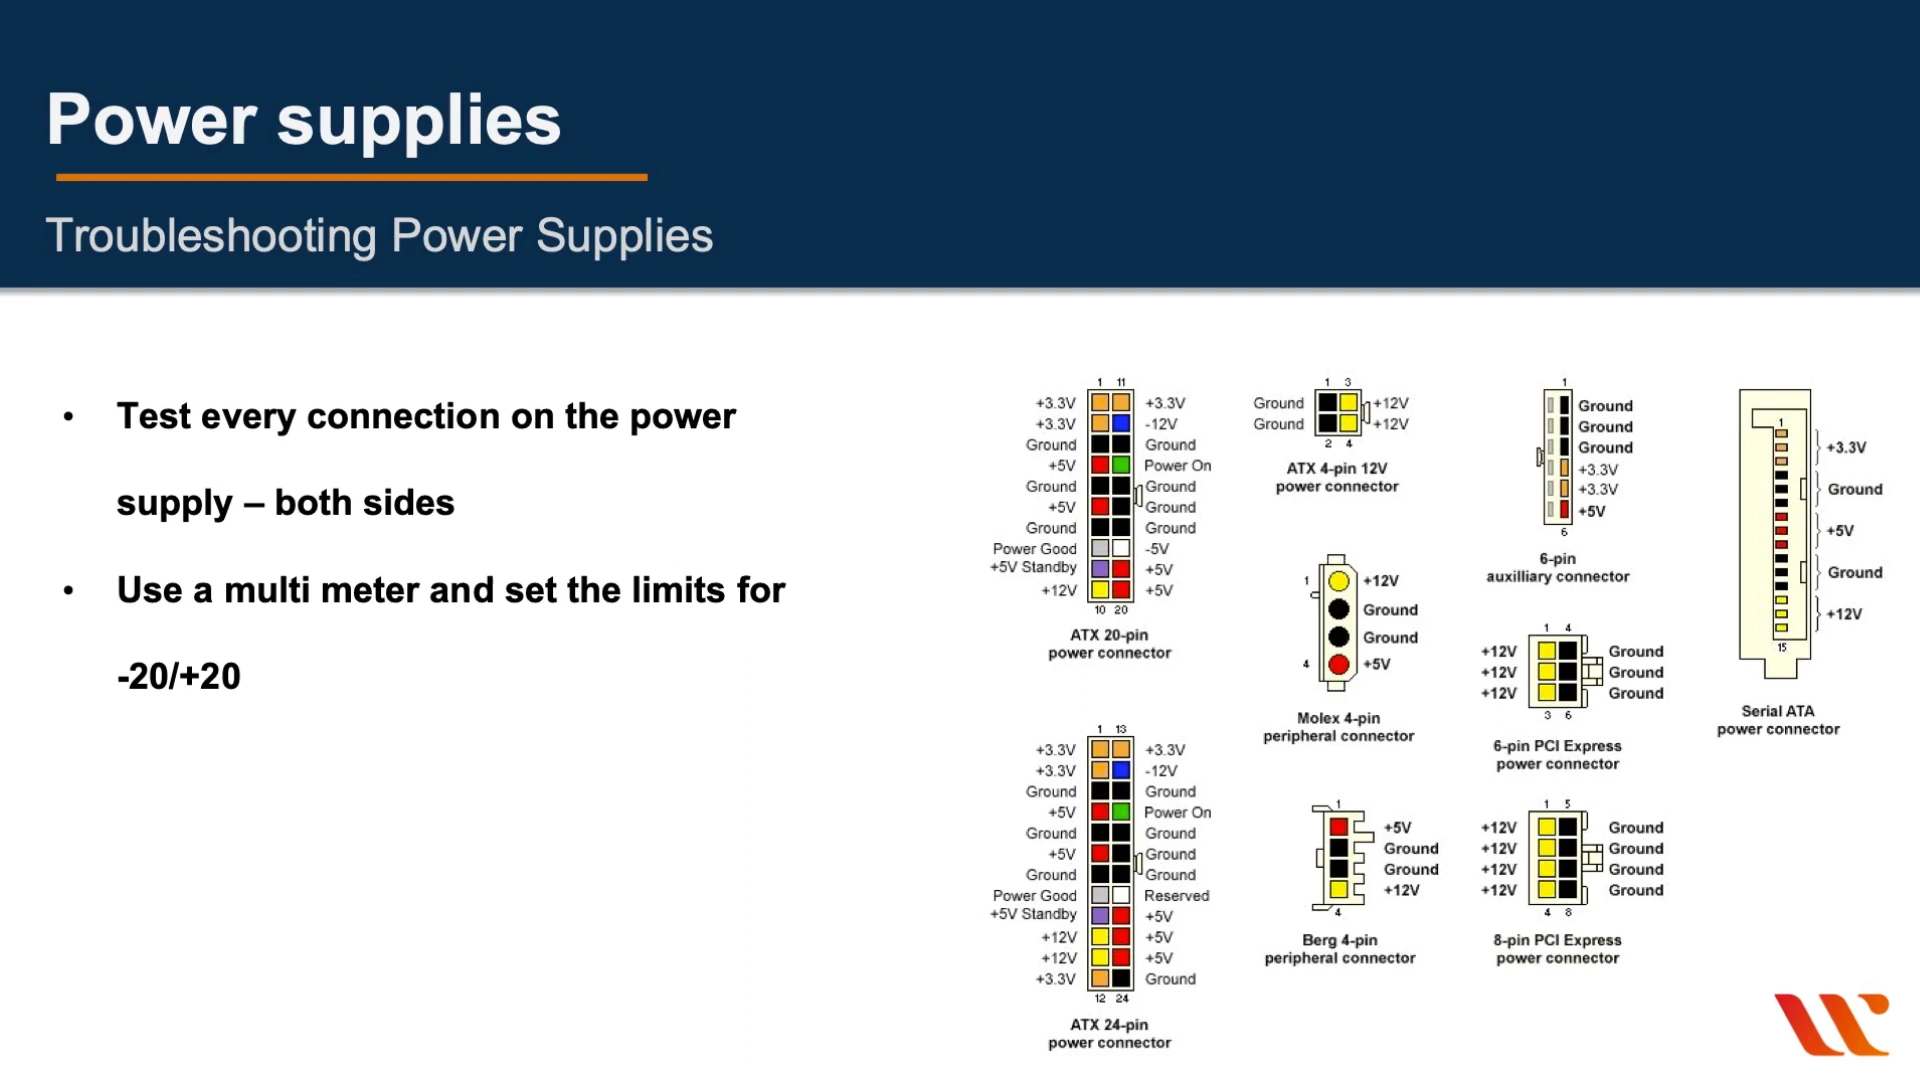 Power supplies
Troubleshooting Power Supplies
• Test every connection on the power
supply – both sides
• Use a multi meter and set the limits for
-20/+20
1 11
+3.3V +3.3V
+3.3V -12V
Ground Ground
+5V Power On
Ground Ground
+5V Ground
Ground Ground
Power Good -5V
+5V Standby +5V
+12V +5V
10 20
ATX 20-pin
power connector
1 13
+3.3V +3.3V
+3.3V -12V
Ground Ground
+5V Power On
Ground Ground
+5V Ground
Ground Ground
Power Good Reserved
+5V Standby +5V
+12V +5V
+12V +5V
+3.3V Ground
12 24
ATX 24-pin
power connector
1 3
Ground +12V
Ground +12V
2 4
ATX 4-pin 12V
power connector
1 +12V
Ground
Ground
4 +5V
Molex 4-pin
peripheral connector
1
+5V
Ground
Ground
+12V
4
Berg 4-pin
peripheral connector
1
Ground
Ground
Ground
+3.3V
+3.3V
+5V
6
6-pin
auxilliary connector
1 4
+12V Ground
+12V Ground
+12V Ground
3 6
6-pin PCI Express
power connector
1 5
+12V Ground
+12V Ground
+12V Ground
+12V Ground
4 8
8-pin PCI Express
power connector
1
+3.3V
Ground
+5V
Ground
+12V
15
Serial ATA
power connector